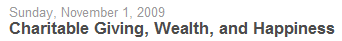 Sunday, November 1, 2009
Charitable Giving, Wealth, and Happiness